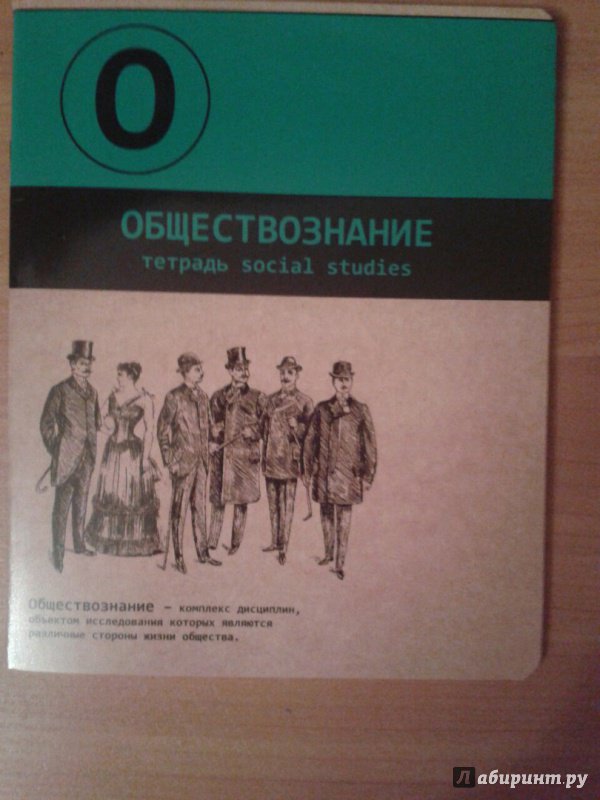 О
ОБЩЕСТВОЗНАНИЕ
тетрадь social studies
Обществознание – комплекс дисциплин,
объектом исследования которых являются
различные стороны жизни общества.
Лабиринт.ру